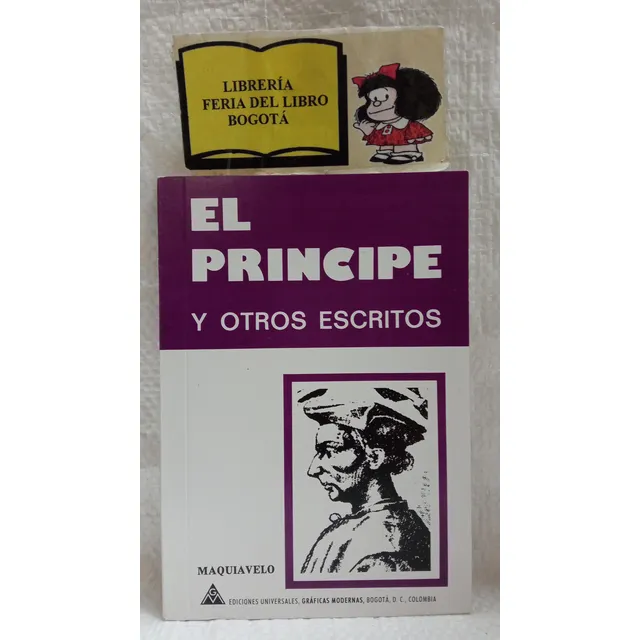 LIBRERÍA
FERIA DEL LIBRO
BOGOTÁ
EL
PRINCIPE
Y OTROS ESCRITOS
MAQUIAVELO
EDICIONES UNIVERSALES, GRÁFICAS MODERNAS, BOGOTÁ, D. C., COLOMBIA